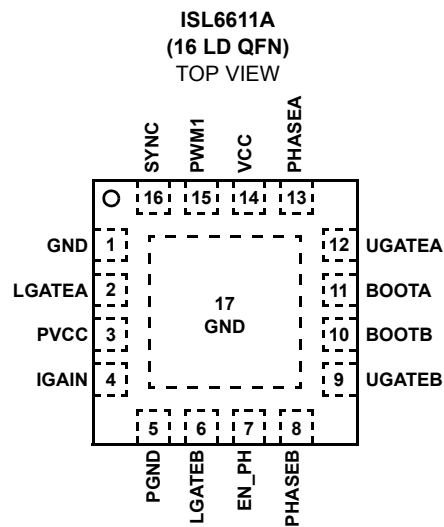 ISL6611A
(16 LD QFN)
TOP VIEW
SYNC
PWM1
VCC
PHASEA
16
15
14
13
GND 1
12 UGATEA
LGATEA 2
11 BOOTA
17
GND
PVCC 3
10 BOOTB
IGAIN 4
9 UGATEB
5
6
7
8
PGND
LGATEB
EN_PH
PHASEB